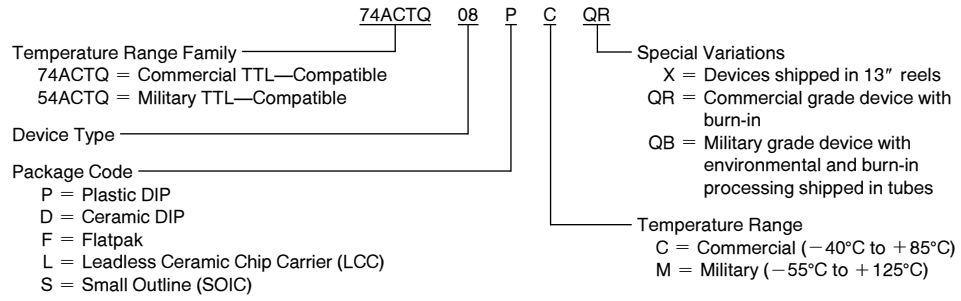 74ACTQ 08 P C QR
Temperature Range Family
74ACTQ = Commercial TTL—Compatible
54ACTQ = Military TTL—Compatible
Device Type
Package Code
P = Plastic DIP
D = Ceramic DIP
F = Flatpak
L = Leadless Ceramic Chip Carrier (LCC)
S = Small Outline (SOIC)
Special Variations
X = Devices shipped in 13″ reels
QR = Commercial grade device with
burn-in
QB = Military grade device with
environmental and burn-in
processing shipped in tubes
Temperature Range
C = Commercial (−40°C to +85°C)
M = Military (−55°C to +125°C)